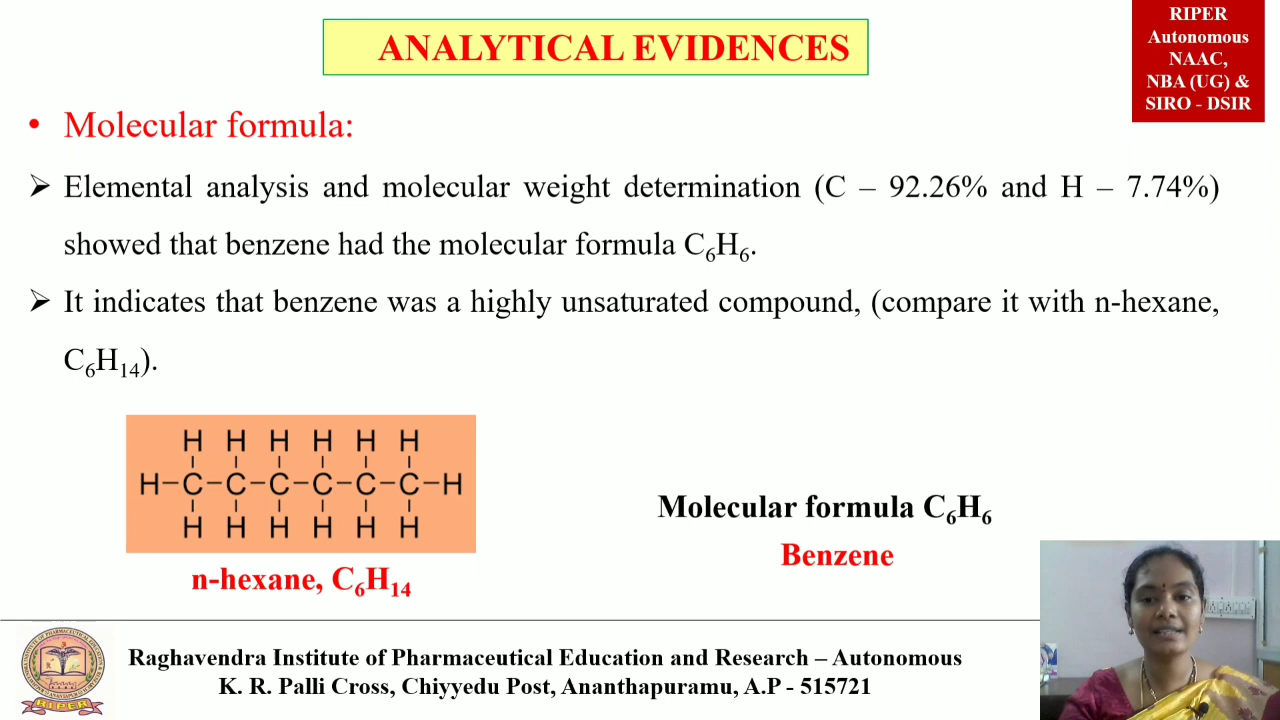 ANALYTICAL EVIDENCES
RIPER
Autonomous
NAAC,
NBA (UG) &
SIRO - DSIR
• Molecular formula:
➢ Elemental analysis and molecular weight determination (C – 92.26% and H – 7.74%)
showed that benzene had the molecular formula C₆H₆.
➢ It indicates that benzene was a highly unsaturated compound, (compare it with n-hexane,
C₆H₁₄).
H H H H H H
H–C–C–C–C–C–C–H
H H H H H H
n-hexane, C₆H₁₄
Molecular formula C₆H₆
Benzene
RIPER
Raghavendra Institute of Pharmaceutical Education and Research – Autonomous
K. R. Palli Cross, Chiyyedu Post, Ananthapuramu, A.P - 515721